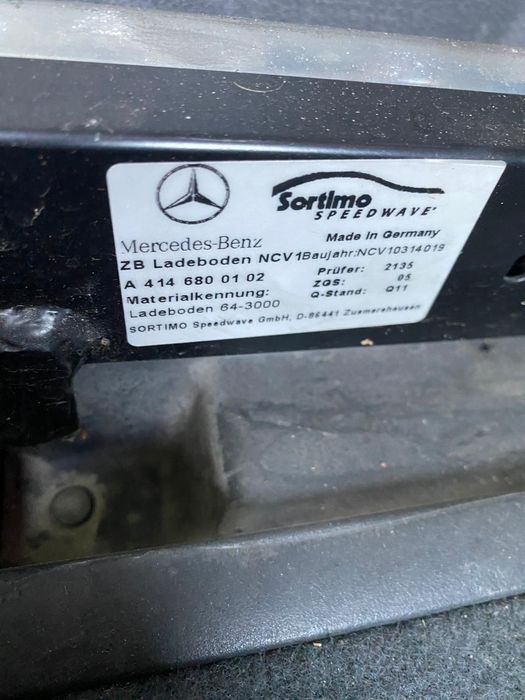 Sortimo
SPEEDWAVE
Mercedes-Benz
Made in Germany
ZB Ladeboden NCV1 Baujahr: NCV10314019
A 414 680 01 02
Prüfer: 2135
Materialkennung:
ZGS: 05
Ladeboden 64-3000
Q-Stand: Q11
SORTIMO Speedwave GmbH, D-86441 Zusmarshausen